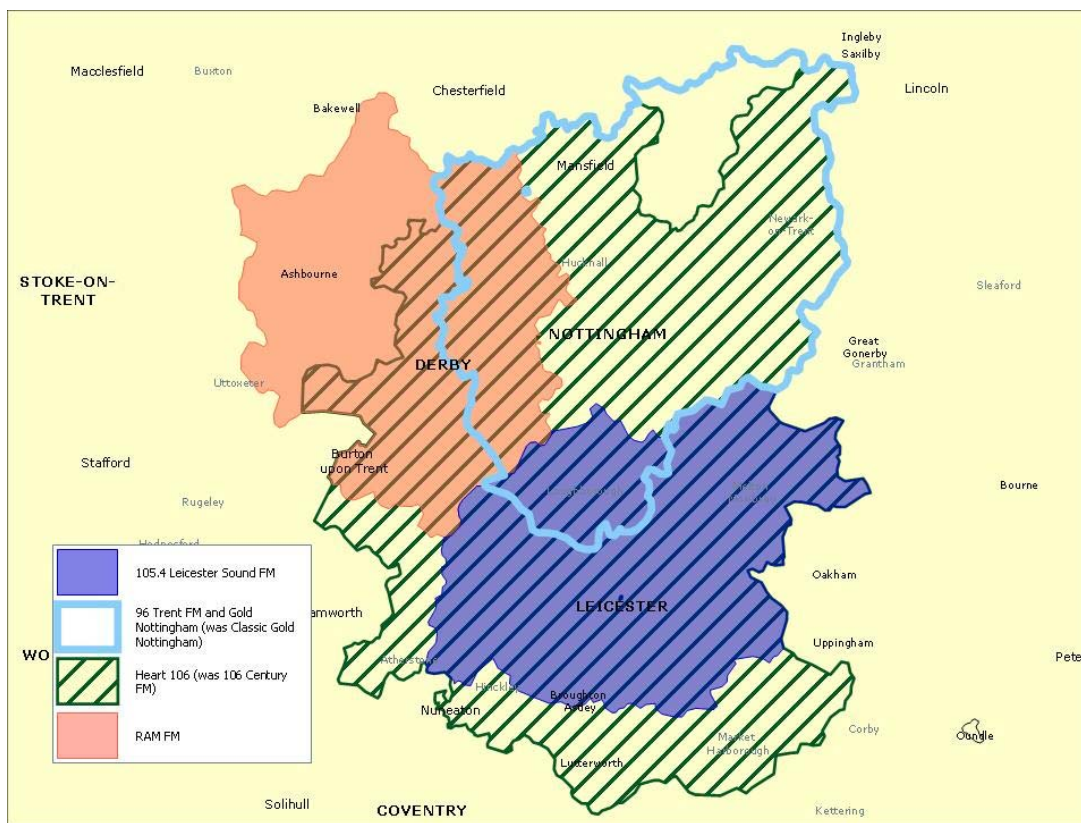 Ingleby
Saxilby
Macclesfield
Buxton
Chesterfield
Lincoln
Bakewell
Mansfield
Newark-
on-Trent
Hucknall
Ashbourne
STOKE-ON-
TRENT
Sleaford
NOTTINGHAM
Great
Gonerby
Grantham
DERBY
Uttoxeter
Burton
upon Trent
Stafford
Bourne
Rugeley
105.4 Leicester Sound FM
Oakham
96 Trent FM and Gold
Nottingham (was Classic Gold
Nottingham)
amworth
LEICESTER
Uppingham
WO
Pete
Heart 106 (was 106 Century
FM)
Atherstone
Hinckley
Broughton
Astley
Nuneaton
RAM FM
Market
Harborough
Corby
Oundle
Lutterworth
Solihull
COVENTRY
Kettering